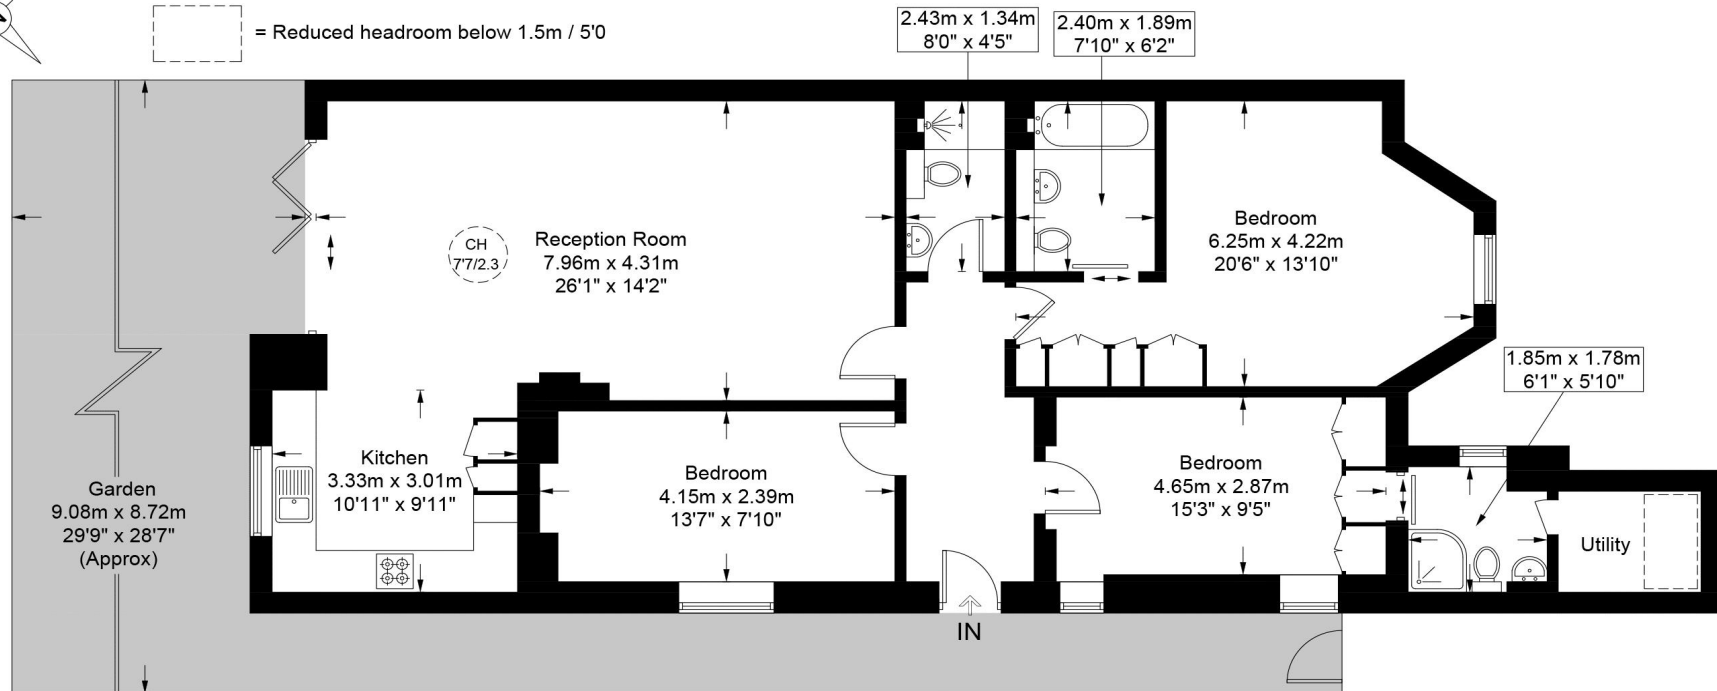 = Reduced headroom below 1.5m / 5'0
2.43m x 1.34m
8'0" x 4'5"
2.40m x 1.89m
7'10" x 6'2"
Reception Room
7.96m x 4.31m
26'1" x 14'2"
CH
7'7/2.3
Bedroom
6.25m x 4.22m
20'6" x 13'10"
1.85m x 1.78m
6'1" x 5'10"
Kitchen
3.33m x 3.01m
10'11" x 9'11"
Bedroom
4.15m x 2.39m
13'7" x 7'10"
Bedroom
4.65m x 2.87m
15'3" x 9'5"
Garden
9.08m x 8.72m
29'9" x 28'7"
(Approx)
Utility
IN